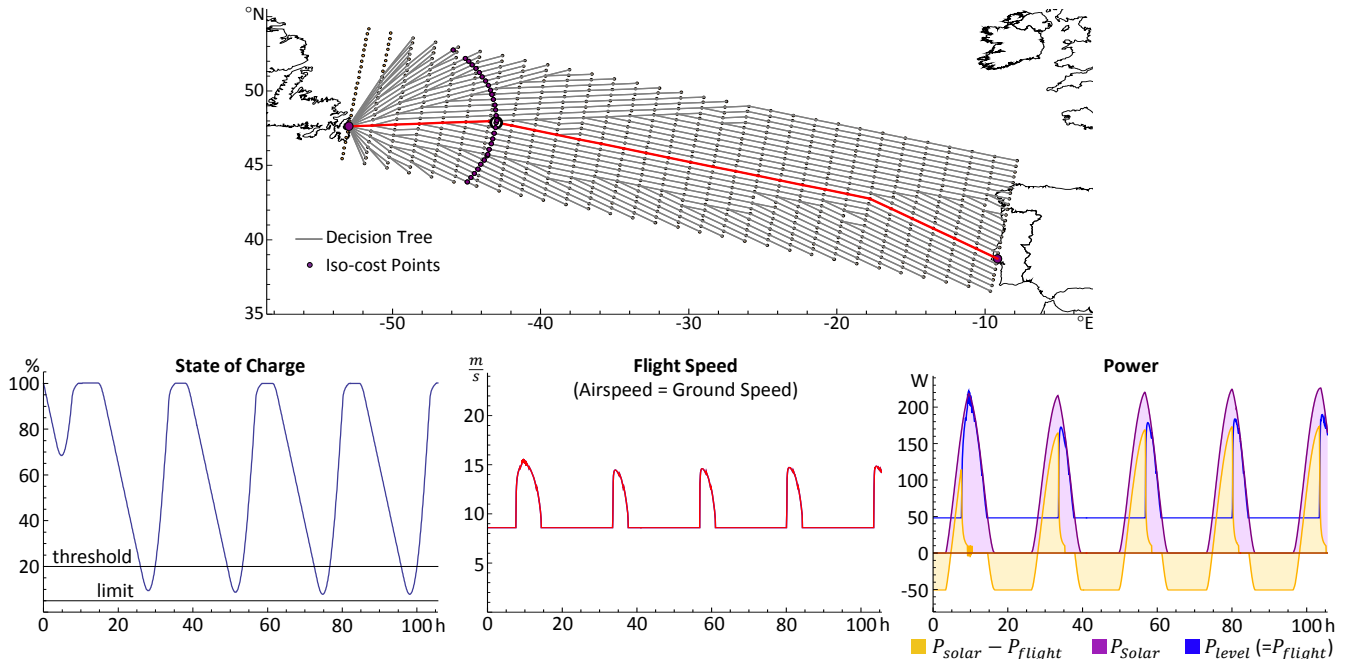 °N
50
45
40
35
Decision Tree
Iso-cost Points
-50 -40 -30 -20 -10 °E
State of Charge
%
100
80
60
40
20
threshold
limit
0 20 40 60 80 100 h
Flight Speed
(Airspeed = Ground Speed)
m
s
20
15
10
5
0 20 40 60 80 100 h
Power
W
200
150
100
50
0
-50
0 20 40 60 80 100 h
P_solar − P_flight P_Solar P_level (=P_flight)